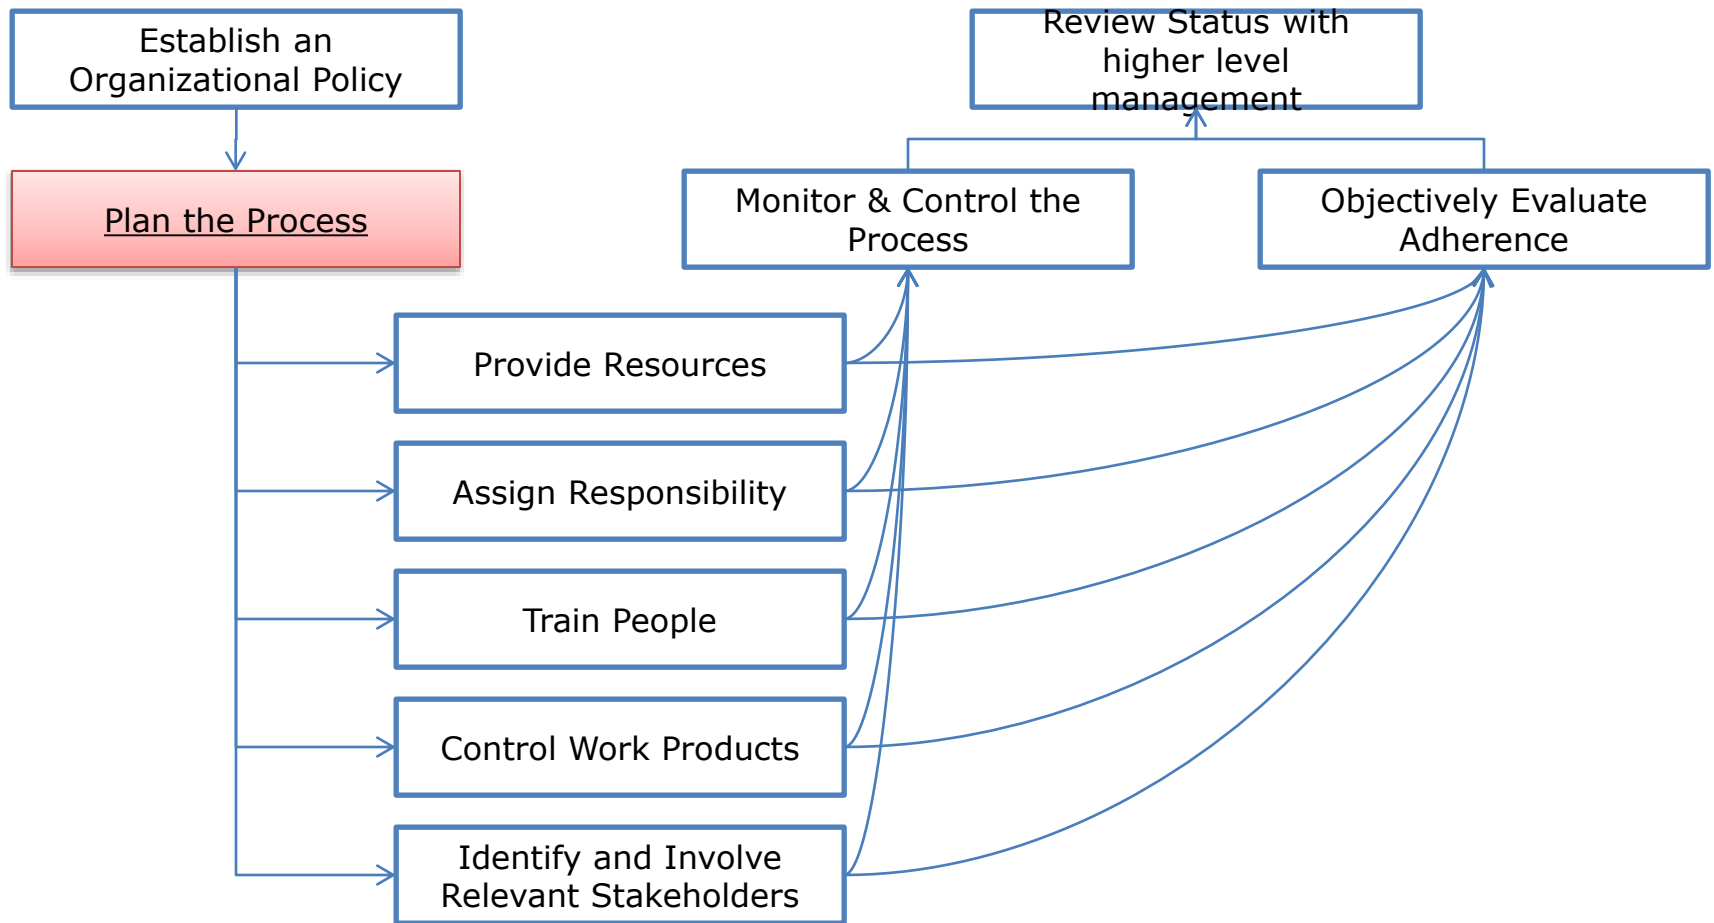 Establish an
Organizational Policy
Review Status with
higher level
management
Plan the Process
Monitor & Control the
Process
Objectively Evaluate
Adherence
Provide Resources
Assign Responsibility
Train People
Control Work Products
Identify and Involve
Relevant Stakeholders